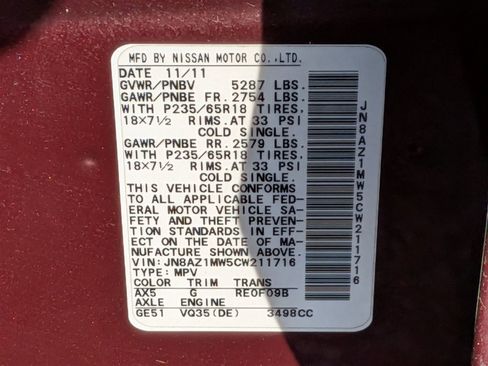 MFD BY NISSAN MOTOR CO.,LTD.
DATE 11/11
GVWR/PNBV 5287 LBS.
GAWR/PNBE FR. 2754 LBS.
WITH P235/65R18 TIRES,
18×7½ RIMS.AT 33 PSI
COLD SINGLE.
GAWR/PNBE RR. 2579 LBS.
WITH P235/65R18 TIRES,
18×7½ RIMS.AT 33 PSI
COLD SINGLE.
THIS VEHICLE CONFORMS
TO ALL APPLICABLE FED-
ERAL MOTOR VEHICLE SA-
FETY AND THEFT PREVEN-
TION STANDARDS IN EFF-
ECT ON THE DATE OF MA-
NUFACTURE SHOWN ABOVE.
VIN: JN8AZ1MW5CW211716
TYPE: MPV
COLOR TRIM TRANS
AX5 G RE0F09B
AXLE ENGINE
GE51 VQ35(DE) 3498CC
JN8AZ1MW5CW211716